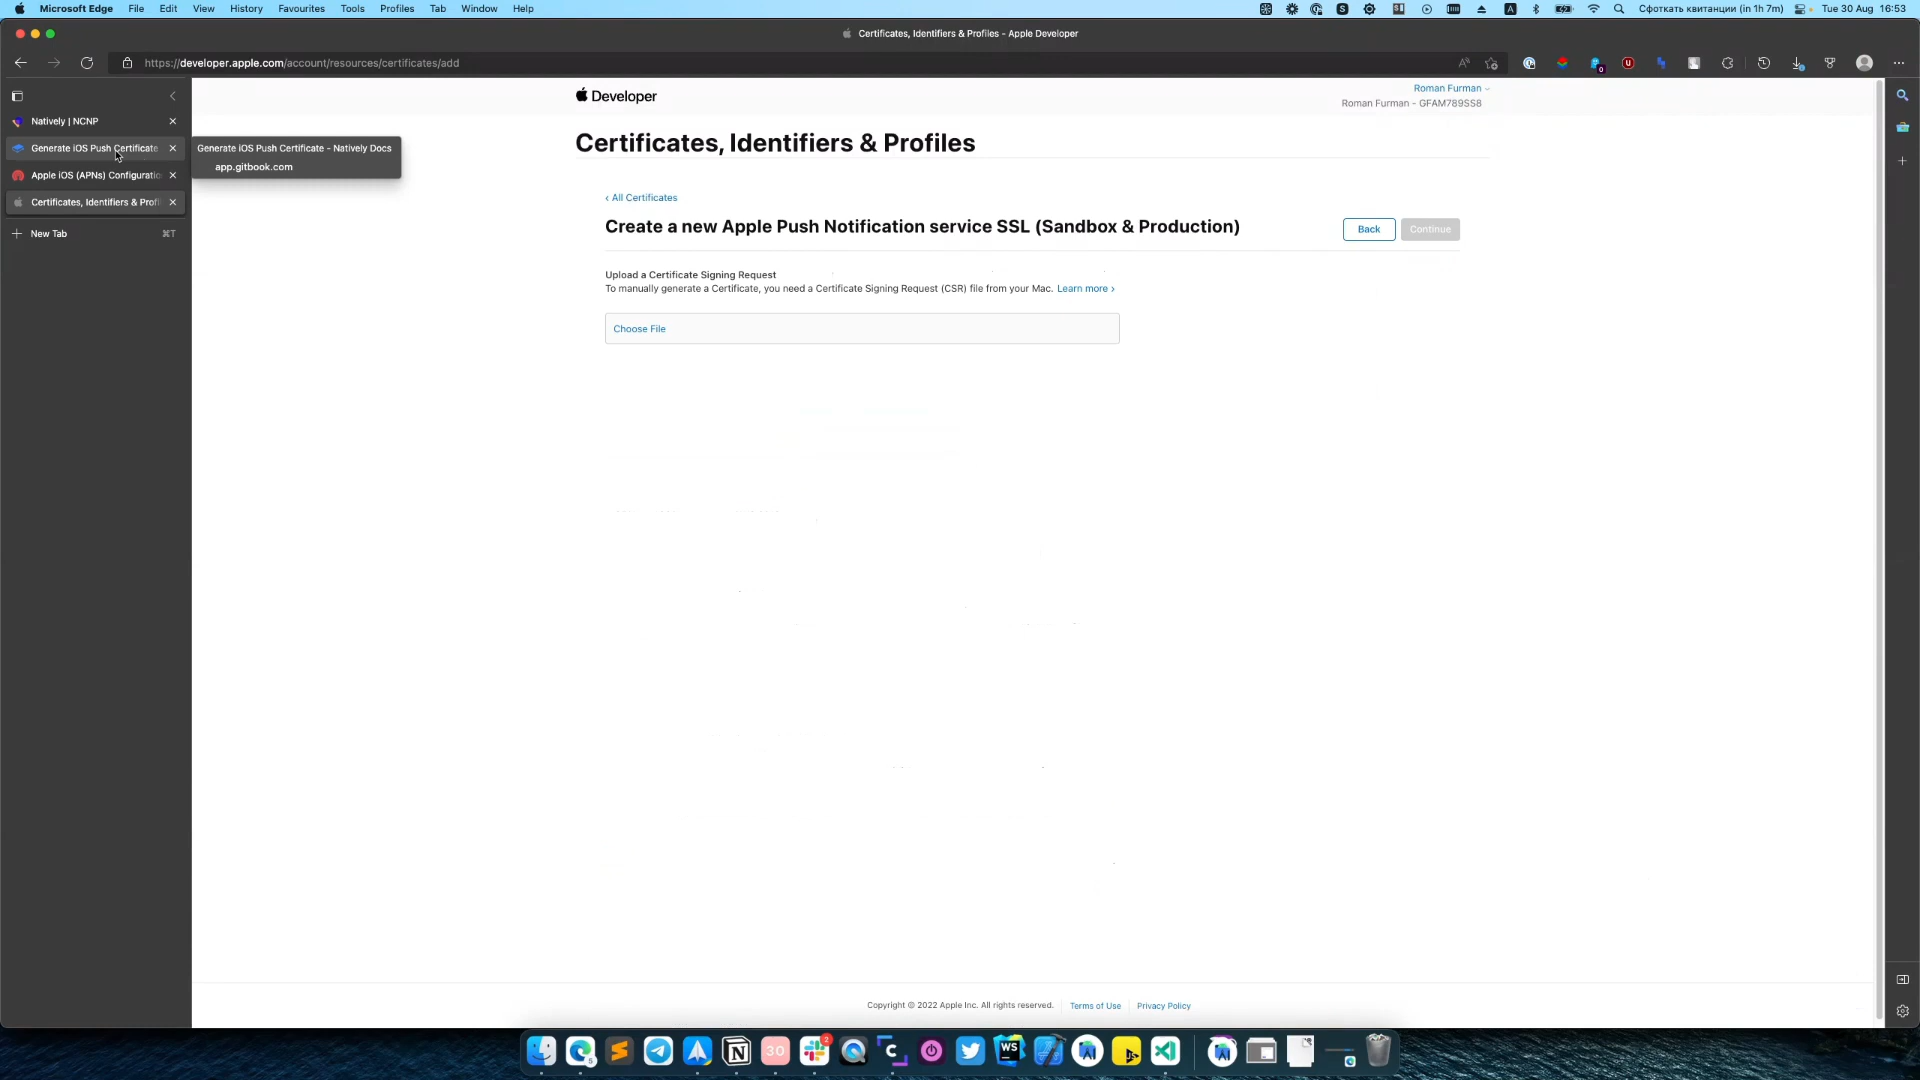 Microsoft Edge File Edit View History Favourites Tools Profiles Tab Window Help
Сфоткать квитанции (in 1h 7m) Tue 30 Aug 16:53
Certificates, Identifiers & Profiles - Apple Developer
https://developer.apple.com/account/resources/certificates/add
Natively | NCNP
Generate iOS Push Certificate
Apple iOS (APNs) Configuratio
Certificates, Identifiers & Profi
New Tab ⌘T
Generate iOS Push Certificate - Natively Docs
app.gitbook.com
Developer
Roman Furman
Roman Furman - GFAM789SS8
Certificates, Identifiers & Profiles
‹ All Certificates
Create a new Apple Push Notification service SSL (Sandbox & Production)
Back
Continue
Upload a Certificate Signing Request
To manually generate a Certificate, you need a Certificate Signing Request (CSR) file from your Mac. Learn more ›
Choose File
Copyright © 2022 Apple Inc. All rights reserved. Terms of Use Privacy Policy
30
2
WS